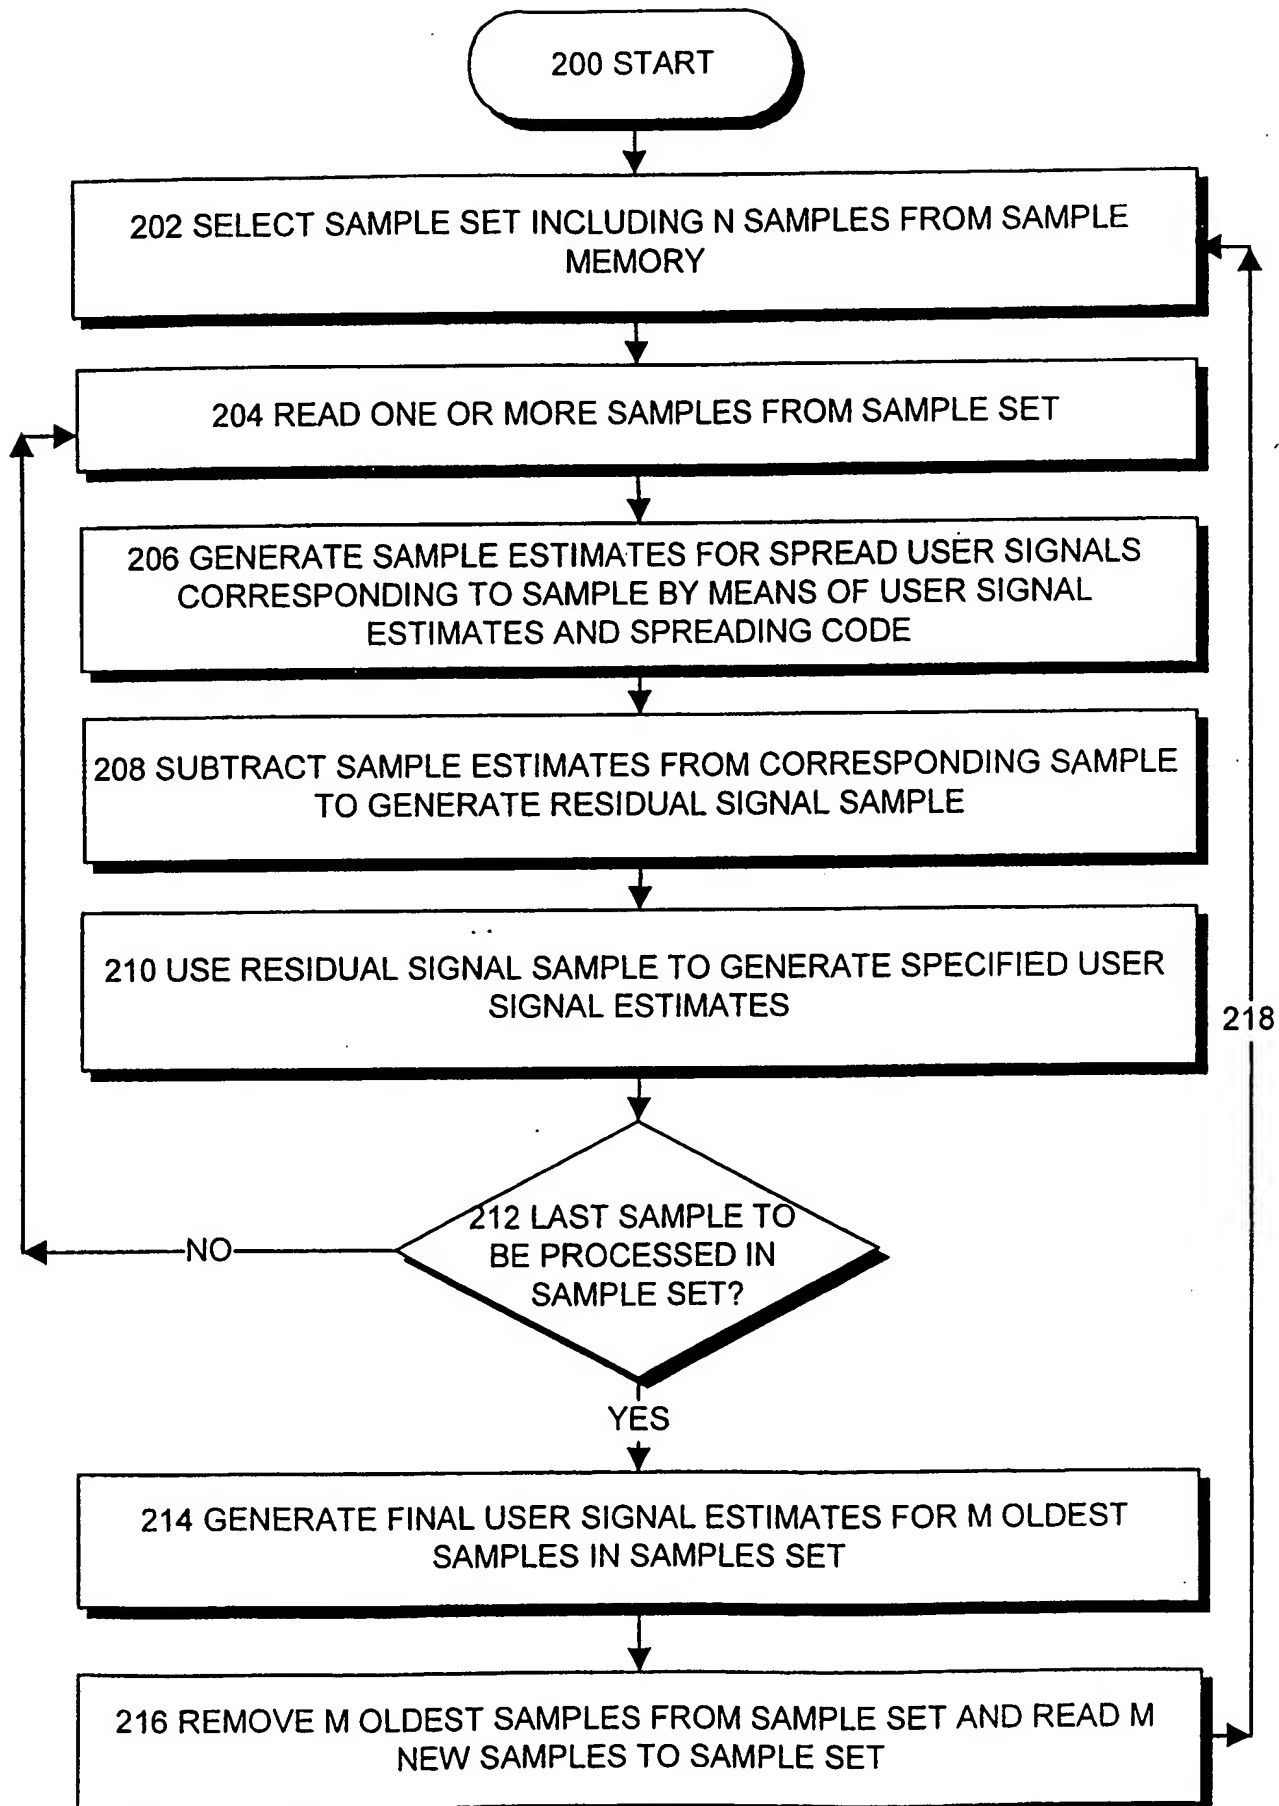 200 START
202 SELECT SAMPLE SET INCLUDING N SAMPLES FROM SAMPLE
MEMORY
204 READ ONE OR MORE SAMPLES FROM SAMPLE SET
206 GENERATE SAMPLE ESTIMATES FOR SPREAD USER SIGNALS
CORRESPONDING TO SAMPLE BY MEANS OF USER SIGNAL
ESTIMATES AND SPREADING CODE
208 SUBTRACT SAMPLE ESTIMATES FROM CORRESPONDING SAMPLE
TO GENERATE RESIDUAL SIGNAL SAMPLE
210 USE RESIDUAL SIGNAL SAMPLE TO GENERATE SPECIFIED USER
SIGNAL ESTIMATES
218
212 LAST SAMPLE TO
BE PROCESSED IN
SAMPLE SET?
NO
YES
214 GENERATE FINAL USER SIGNAL ESTIMATES FOR M OLDEST
SAMPLES IN SAMPLES SET
216 REMOVE M OLDEST SAMPLES FROM SAMPLE SET AND READ M
NEW SAMPLES TO SAMPLE SET